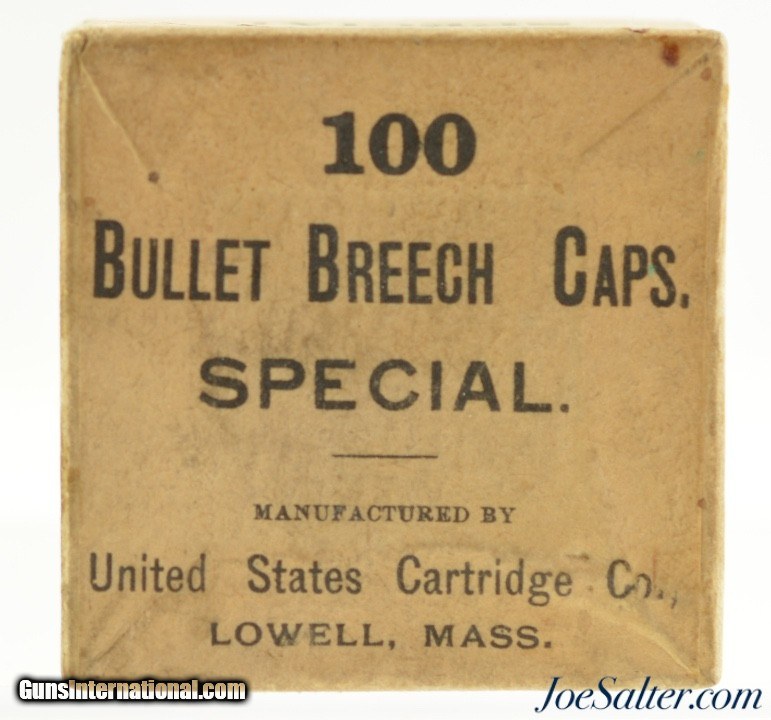 100
BULLET BREECH CAPS.
SPECIAL.
MANUFACTURED BY
United States Cartridge Co.,
LOWELL, MASS.
GunsInternational.com
JoeSalter.com